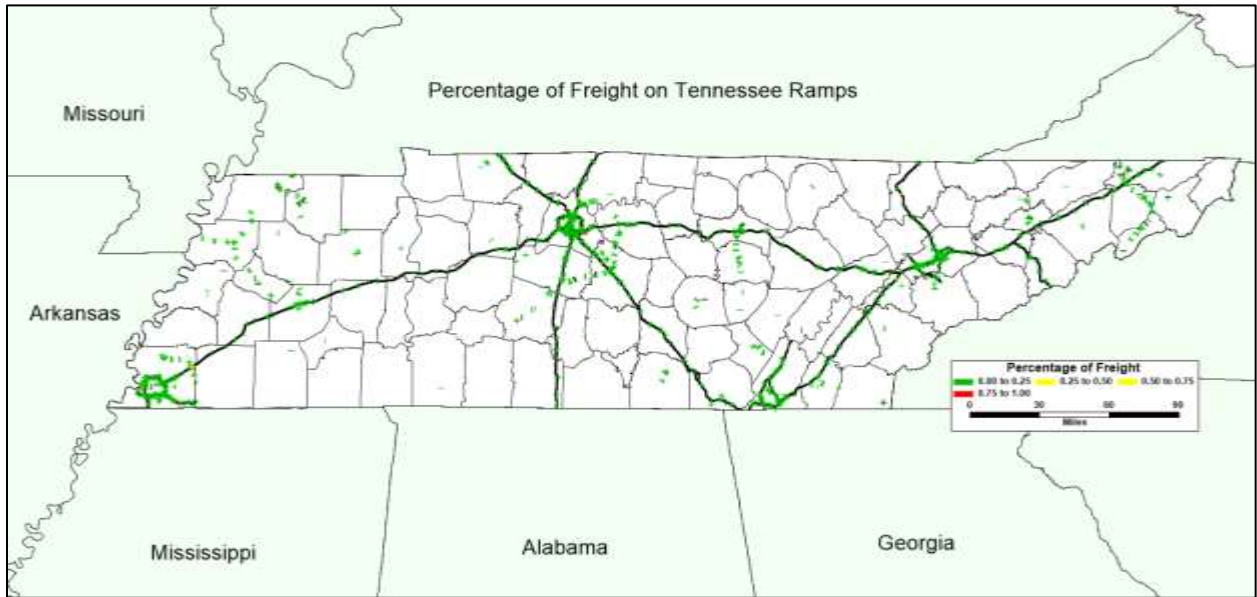 Percentage of Freight on Tennessee Ramps
Missouri
Arkansas
Mississippi
Alabama
Georgia
Percentage of Freight
0.00 to 0.25 0.25 to 0.50 0.50 to 0.75
0.75 to 1.00
0 30 60 90
Miles